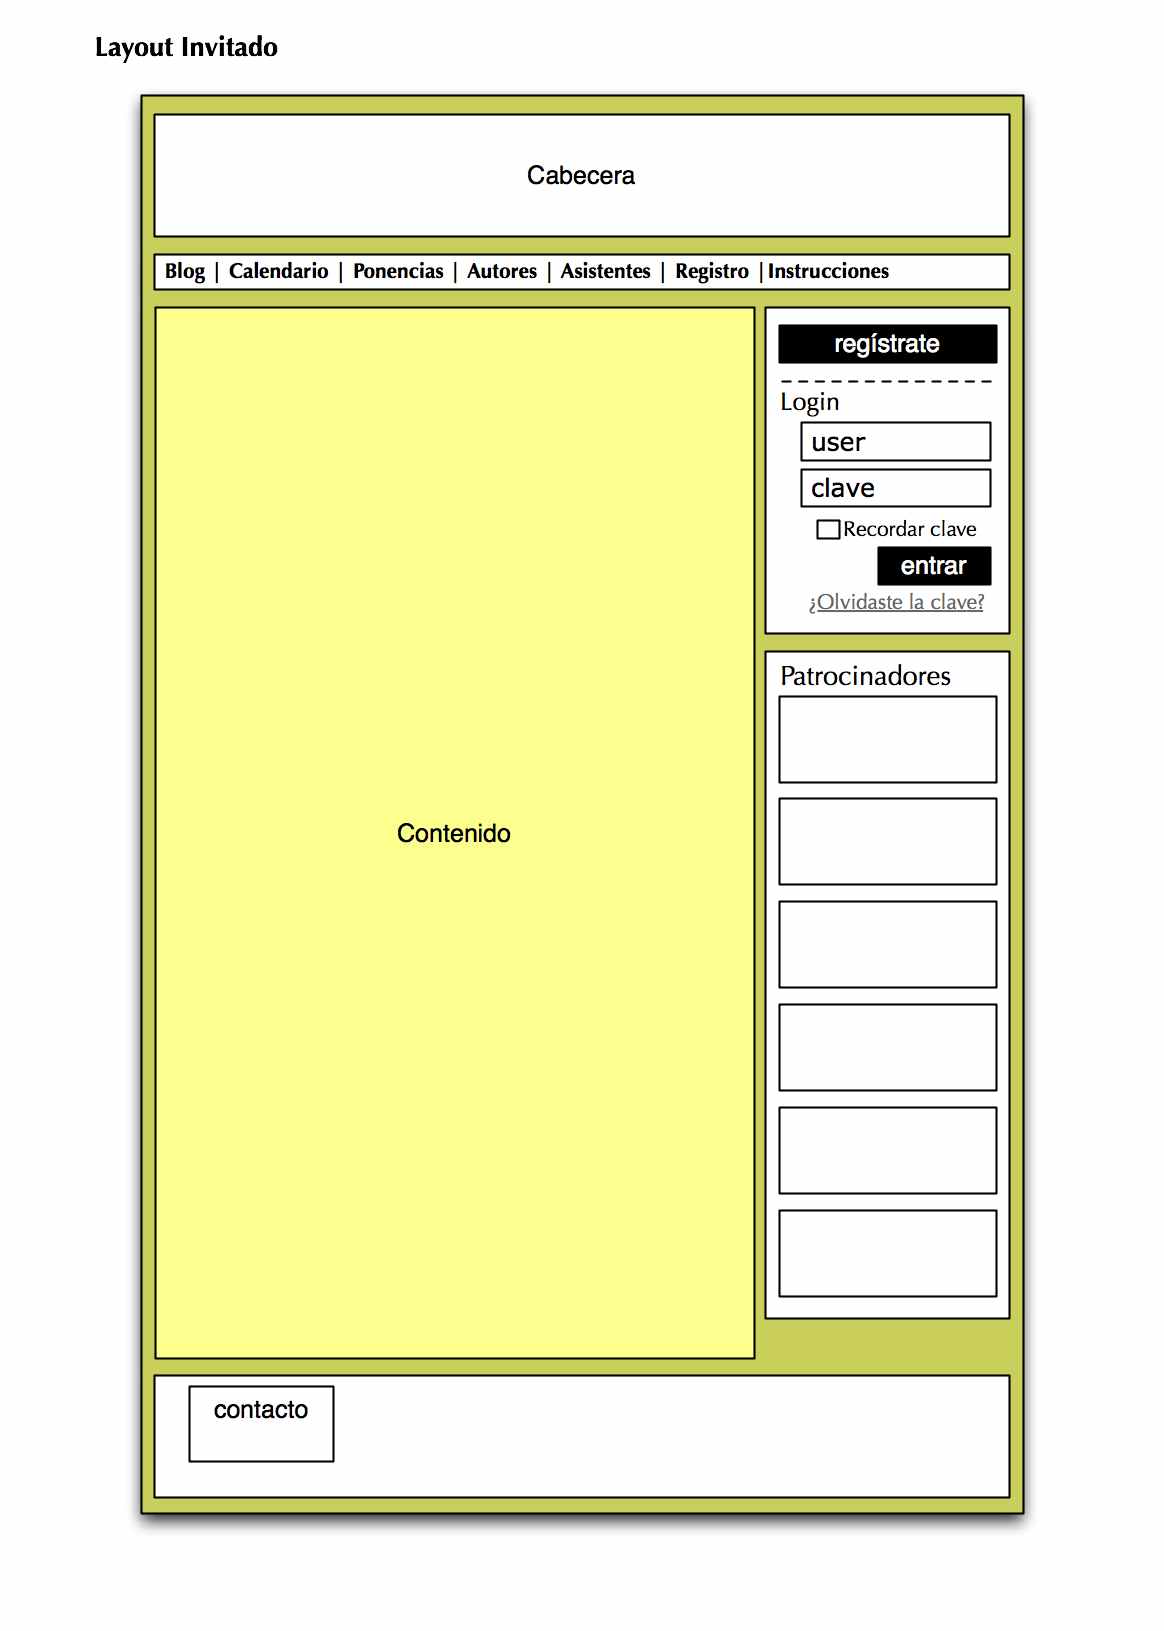 Layout Invitado
Cabecera
Blog | Calendario | Ponencias | Autores | Asistentes | Registro | Instrucciones
regístrate
Login
user
clave
Recordar clave
entrar
¿Olvidaste la clave?
Patrocinadores
Contenido
contacto